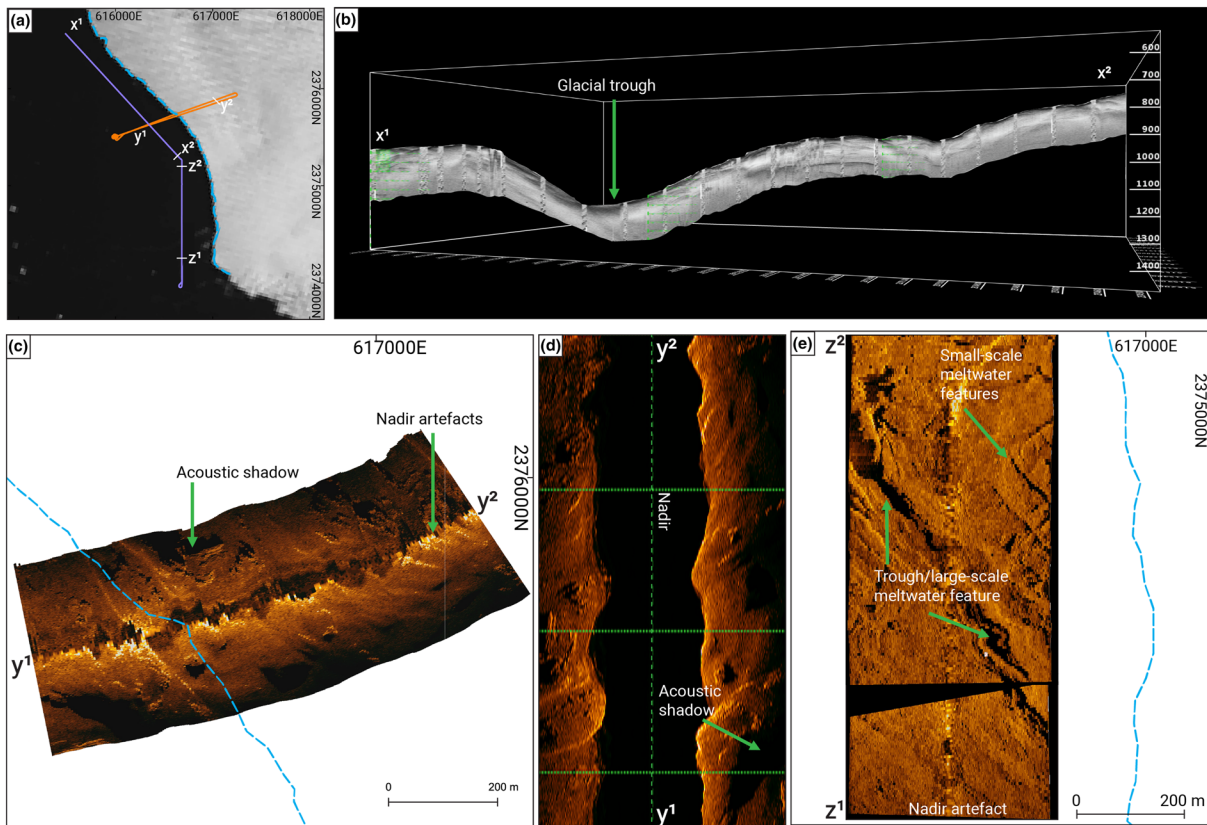 (a)
616000E
617000E
618000E
x¹
2376000N
y²
y¹
x²
z²
2375000N
z¹
2374000N
(b)
600
Glacial trough
x²
700
800
x¹
900
1000
1100
1200
1300
1400
(c)
617000E
Nadir artefacts
Acoustic shadow
2376000N
y²
y¹
0
200 m
(d)
y²
Nadir
Acoustic
shadow
y¹
(e)
z²
617000E
Small-scale
meltwater
features
2375000N
Trough/large-scale
meltwater feature
z¹
Nadir artefact
0
200 m